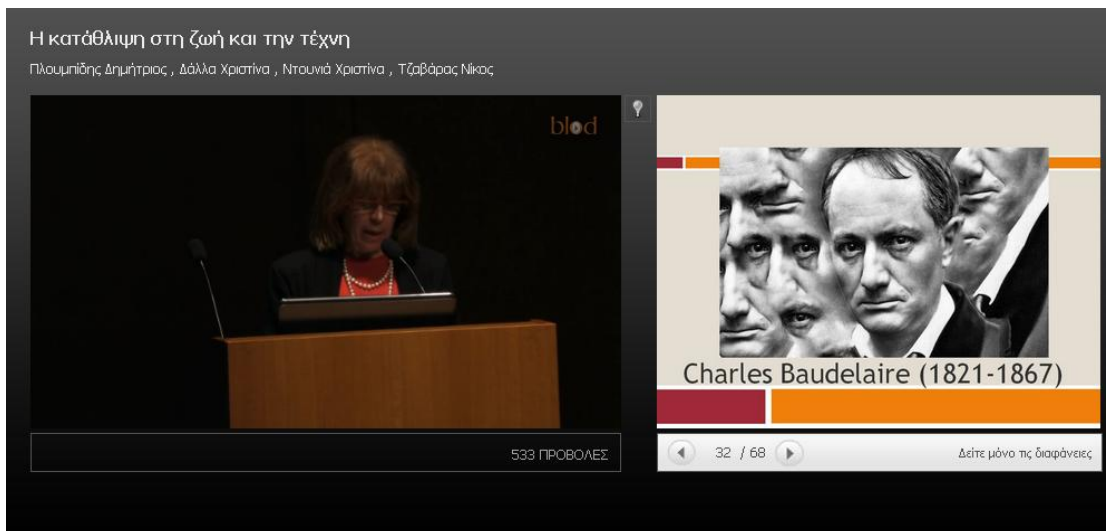 Η κατάθλιψη στη ζωή και την τέχνη
Πλουμπίδης Δημήτριος , Δάλλα Χριστίνα , Ντουνιά Χριστίνα , Τζαβάρας Νίκος
blod
Charles Baudelaire (1821-1867)
533 ΠΡΟΒΟΛΕΣ
32 / 68
Δείτε μόνο τις διαφάνειες